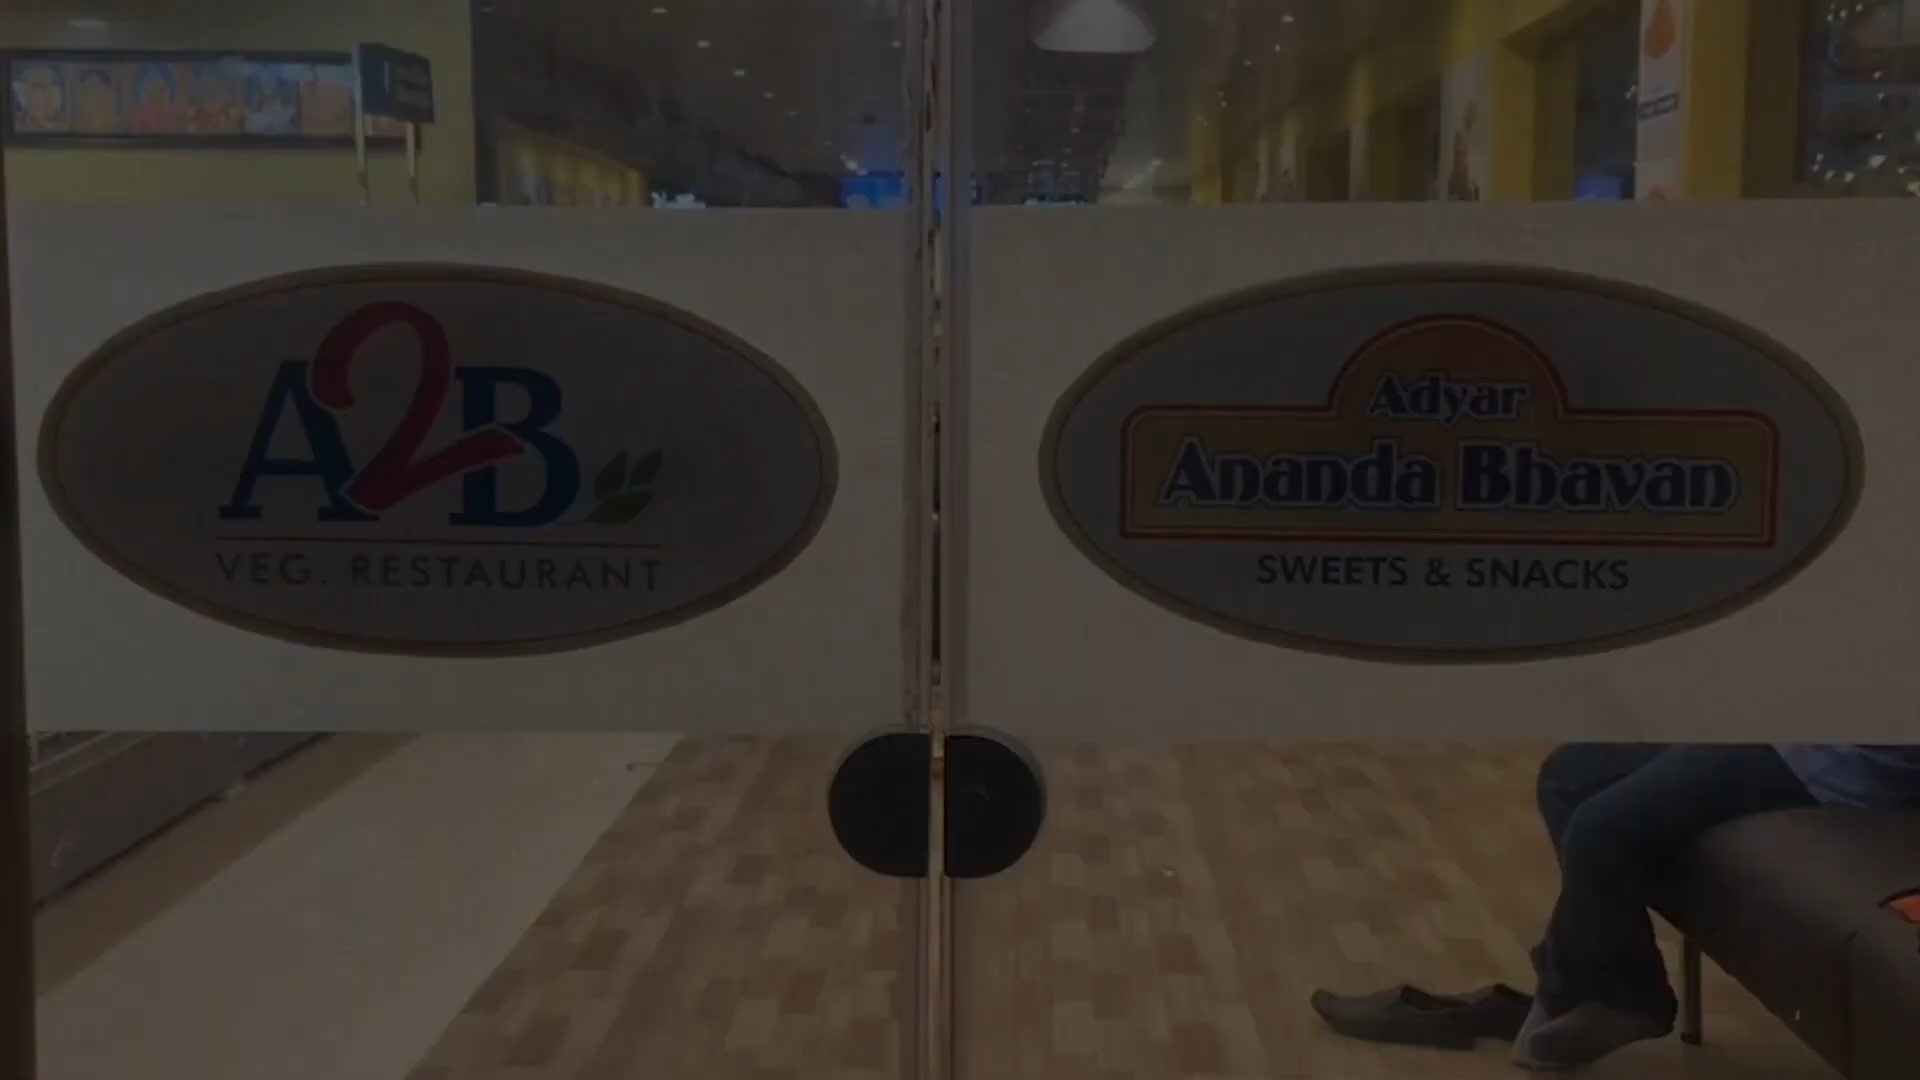 A2B
VEG. RESTAURANT
Adyar
Ananda Bhavan
SWEETS & SNACKS